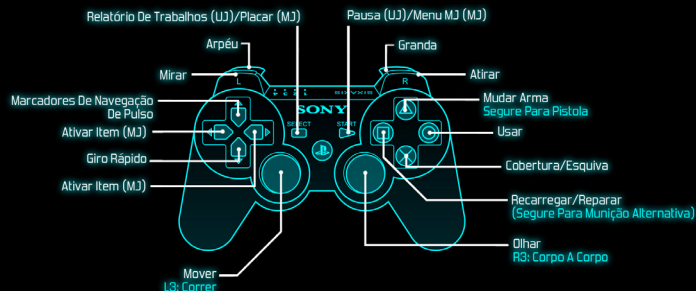 Relatório De Trabalhos (UJ)/Placar (MJ)
Pausa (UJ)/Menu MJ (MJ)
Arpéu
Granda
Mirar
Atirar
L
R
SIXAXIS
Marcadores De Navegação
De Pulso
Mudar Arma
Segure Para Pistola
SONY
SELECT
START
Ativar Item (MJ)
Usar
Giro Rápido
Cobertura/Esquiva
Ativar Item (MJ)
Recarregar/Reparar
(Segure Para Munição Alternativa)
Olhar
R3: Corpo A Corpo
Mover
L3: Correr